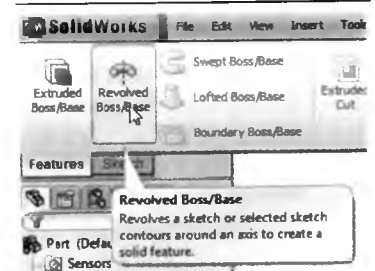 SolidWorks File Edit View Insert Tools
Swept Boss/Base
Extruded Boss/Base
Revolved Boss/Base
Lofted Boss/Base
Extruded Cut
Boundary Boss/Base
Features Sketch
Revolved Boss/Base
Revolves a sketch or selected sketch
contours around an axis to create a
solid feature.
Part (Defau
Sensors